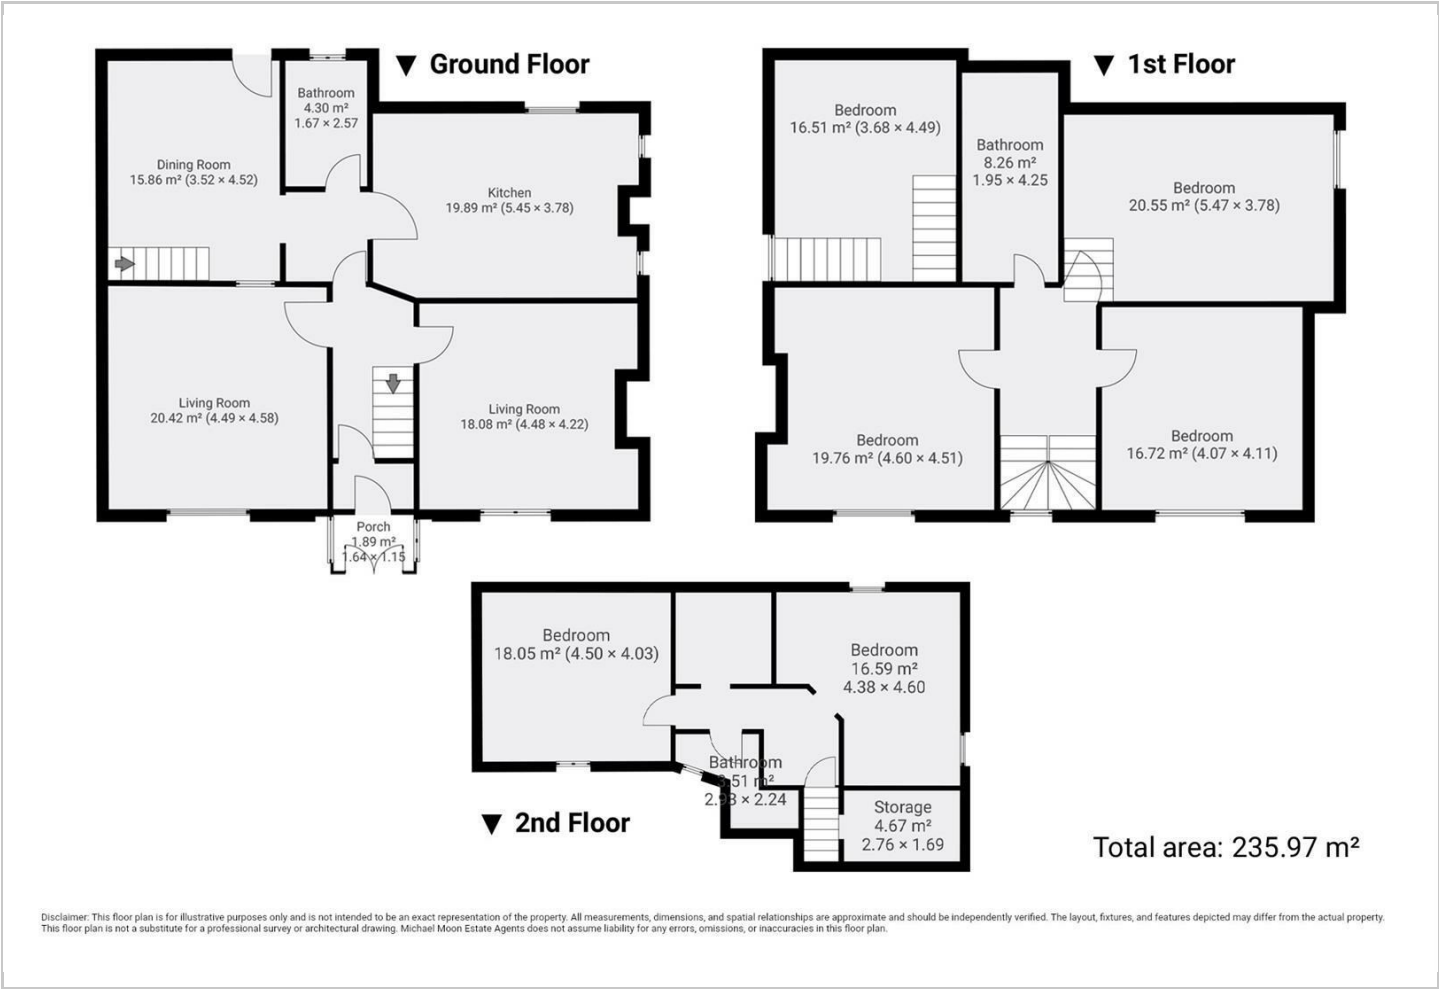 ▼ Ground Floor
Bathroom
4.30 m²
1.67 × 2.57
Dining Room
15.86 m² (3.52 × 4.52)
Kitchen
19.89 m² (5.45 × 3.78)
Living Room
20.42 m² (4.49 × 4.58)
Living Room
18.08 m² (4.48 × 4.22)
Porch
1.89 m²
1.64 × 1.15
▼ 1st Floor
Bedroom
16.51 m² (3.68 × 4.49)
Bathroom
8.26 m²
1.95 × 4.25
Bedroom
20.55 m² (5.47 × 3.78)
Bedroom
19.76 m² (4.60 × 4.51)
Bedroom
16.72 m² (4.07 × 4.11)
Bedroom
18.05 m² (4.50 × 4.03)
Bedroom
16.59 m²
4.38 × 4.60
Bathroom
3.51 m²
2.93 × 2.24
Storage
4.67 m²
2.76 × 1.69
▼ 2nd Floor
Total area: 235.97 m²
Disclaimer: This floor plan is for illustrative purposes only and is not intended to be an exact representation of the property. All measurements, dimensions, and spatial relationships are approximate and should be independently verified. The layout, fixtures, and features depicted may differ from the actual property.
This floor plan is not a substitute for a professional survey or architectural drawing. Michael Moon Estate Agents does not assume liability for any errors, omissions, or inaccuracies in this floor plan.